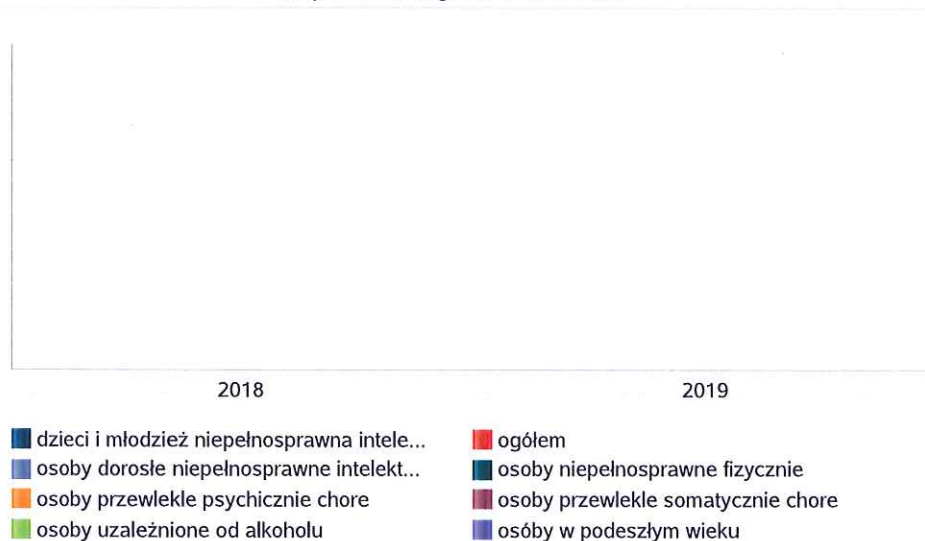 2018 2019
dzieci i młodzież niepełnosprawna intele... ogółem
osoby dorosłe niepełnosprawne intelekt... osoby niepełnosprawne fizycznie
osoby przewlekle psychicznie chore osoby przewlekle somatycznie chore
osoby uzależnione od alkoholu osóby w podeszłym wieku